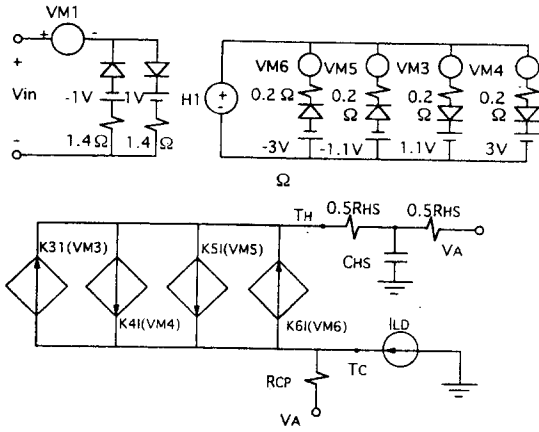 VM1
+ -
+
Vin
-
-1V 1V
1.4Ω 1.4 Ω
H1
+
-
VM6 VM5 VM3 VM4
0.2 Ω 0.2 Ω 0.2 Ω 0.2 Ω
-3V -1.1V 1.1V 3V
Ω
TH 0.5RHS 0.5RHS
VA
CHS
K31(VM3) K5I(VM5)
K4I(VM4) K6I(VM6)
ILD
TC
RCP
VA